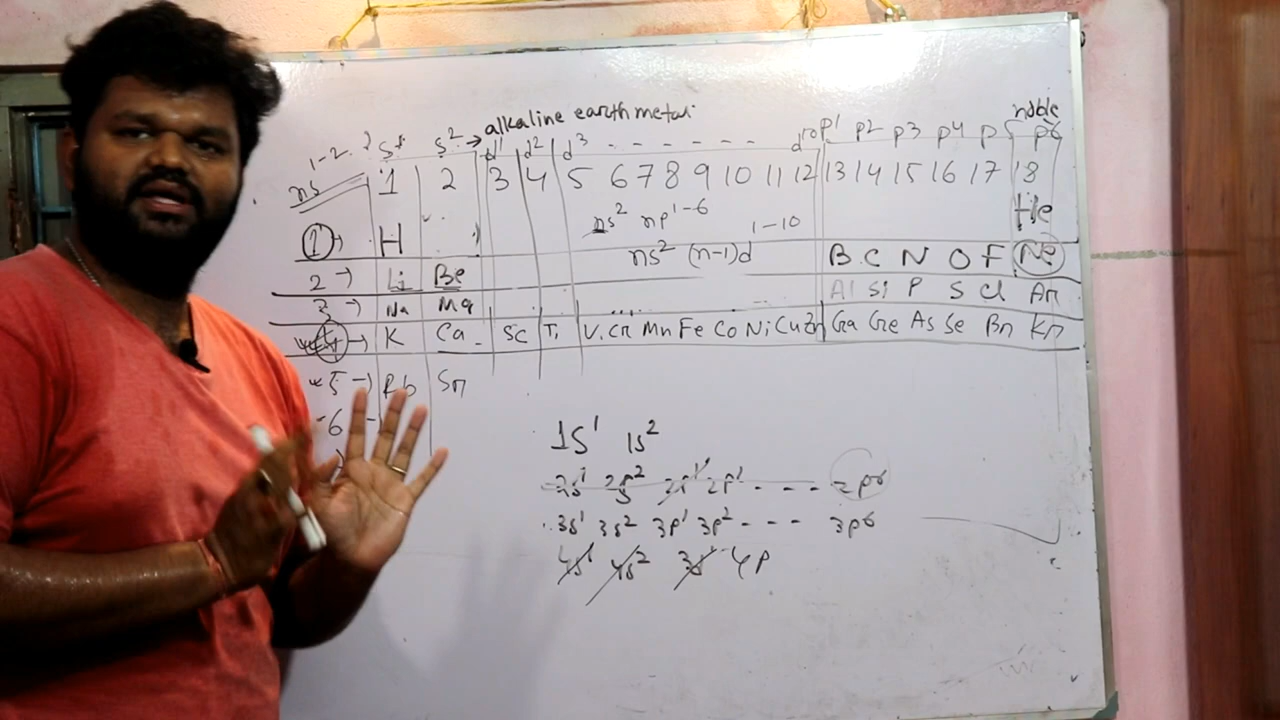 noble
alkaline earth metal
1-2 s¹ s² → d¹ d² d³ - - - - - - d10 p1 p2 p3 p4 p5 p6
ns 1 2 3 4 5 6 7 8 9 10 11 12 13 14 15 16 17 18
He
ns² np¹⁻⁶
① → H
ns² (n-1)d¹⁻¹⁰
2 → Li Be B C N O F Ne
3 → Na Mg Al Si P S Cl Ar
4 → K Ca Sc Ti V Cr Mn Fe Co Ni Cu Zn Ga Ge As Se Br Kr
5 → Rb Sr
6
1s¹ 1s²
2s¹ 2s² 2p¹ - - - 2p6
3s¹ 3s² 3p¹ 3p² - - - 3p6
4s¹ 4s² 4p